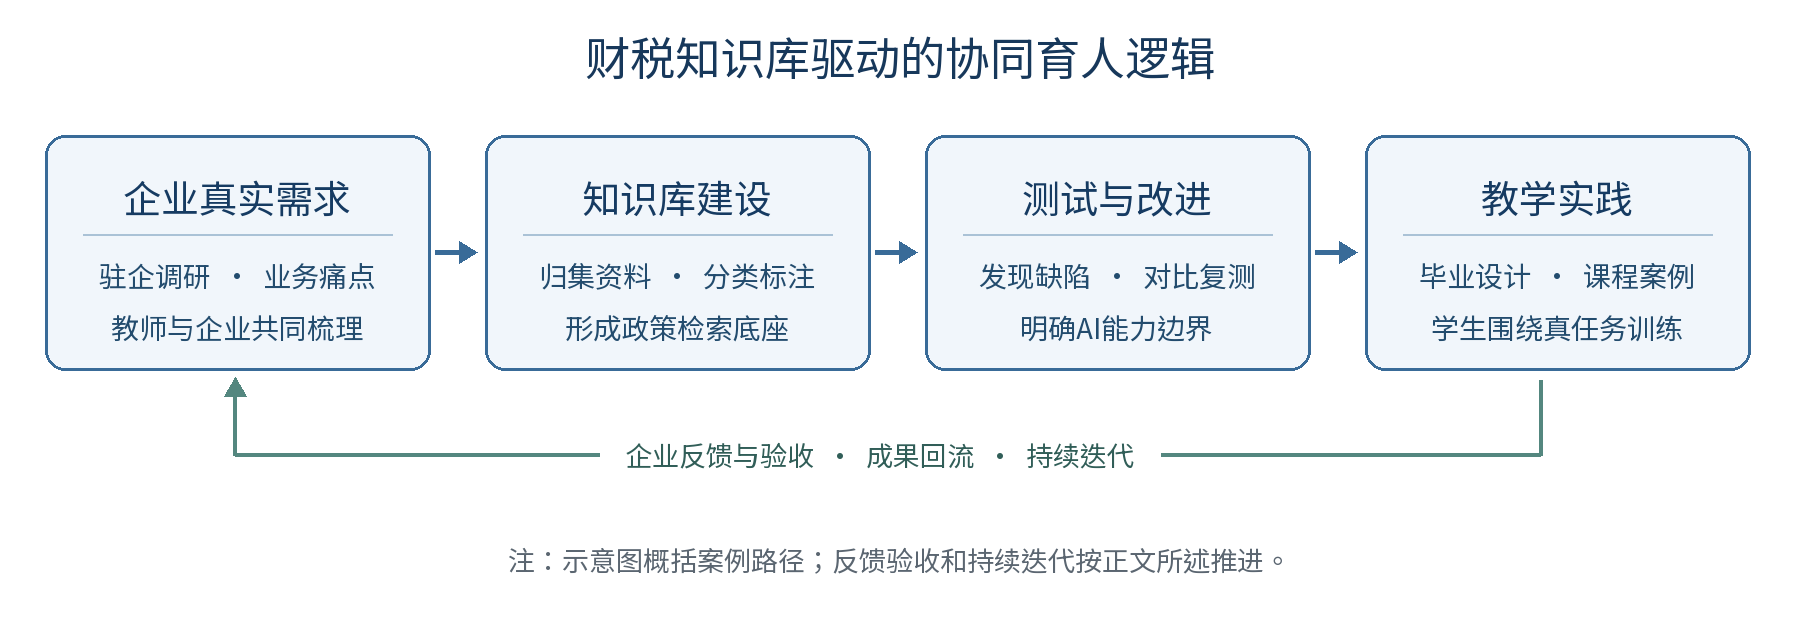 财税知识库驱动的协同育人逻辑
企业真实需求
驻企调研 • 业务痛点
教师与企业共同梳理
知识库建设
归集资料 • 分类标注
形成政策检索底座
测试与改进
发现缺陷 • 对比复测
明确AI能力边界
教学实践
毕业设计 • 课程案例
学生围绕真任务训练
企业反馈与验收 • 成果回流 • 持续迭代
注：示意图概括案例路径；反馈验收和持续迭代按正文所述推进。